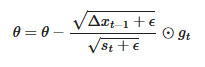 θ = θ − √(Δx_{t−1} + ϵ) / √(s_t + ϵ) ⊙ g_t